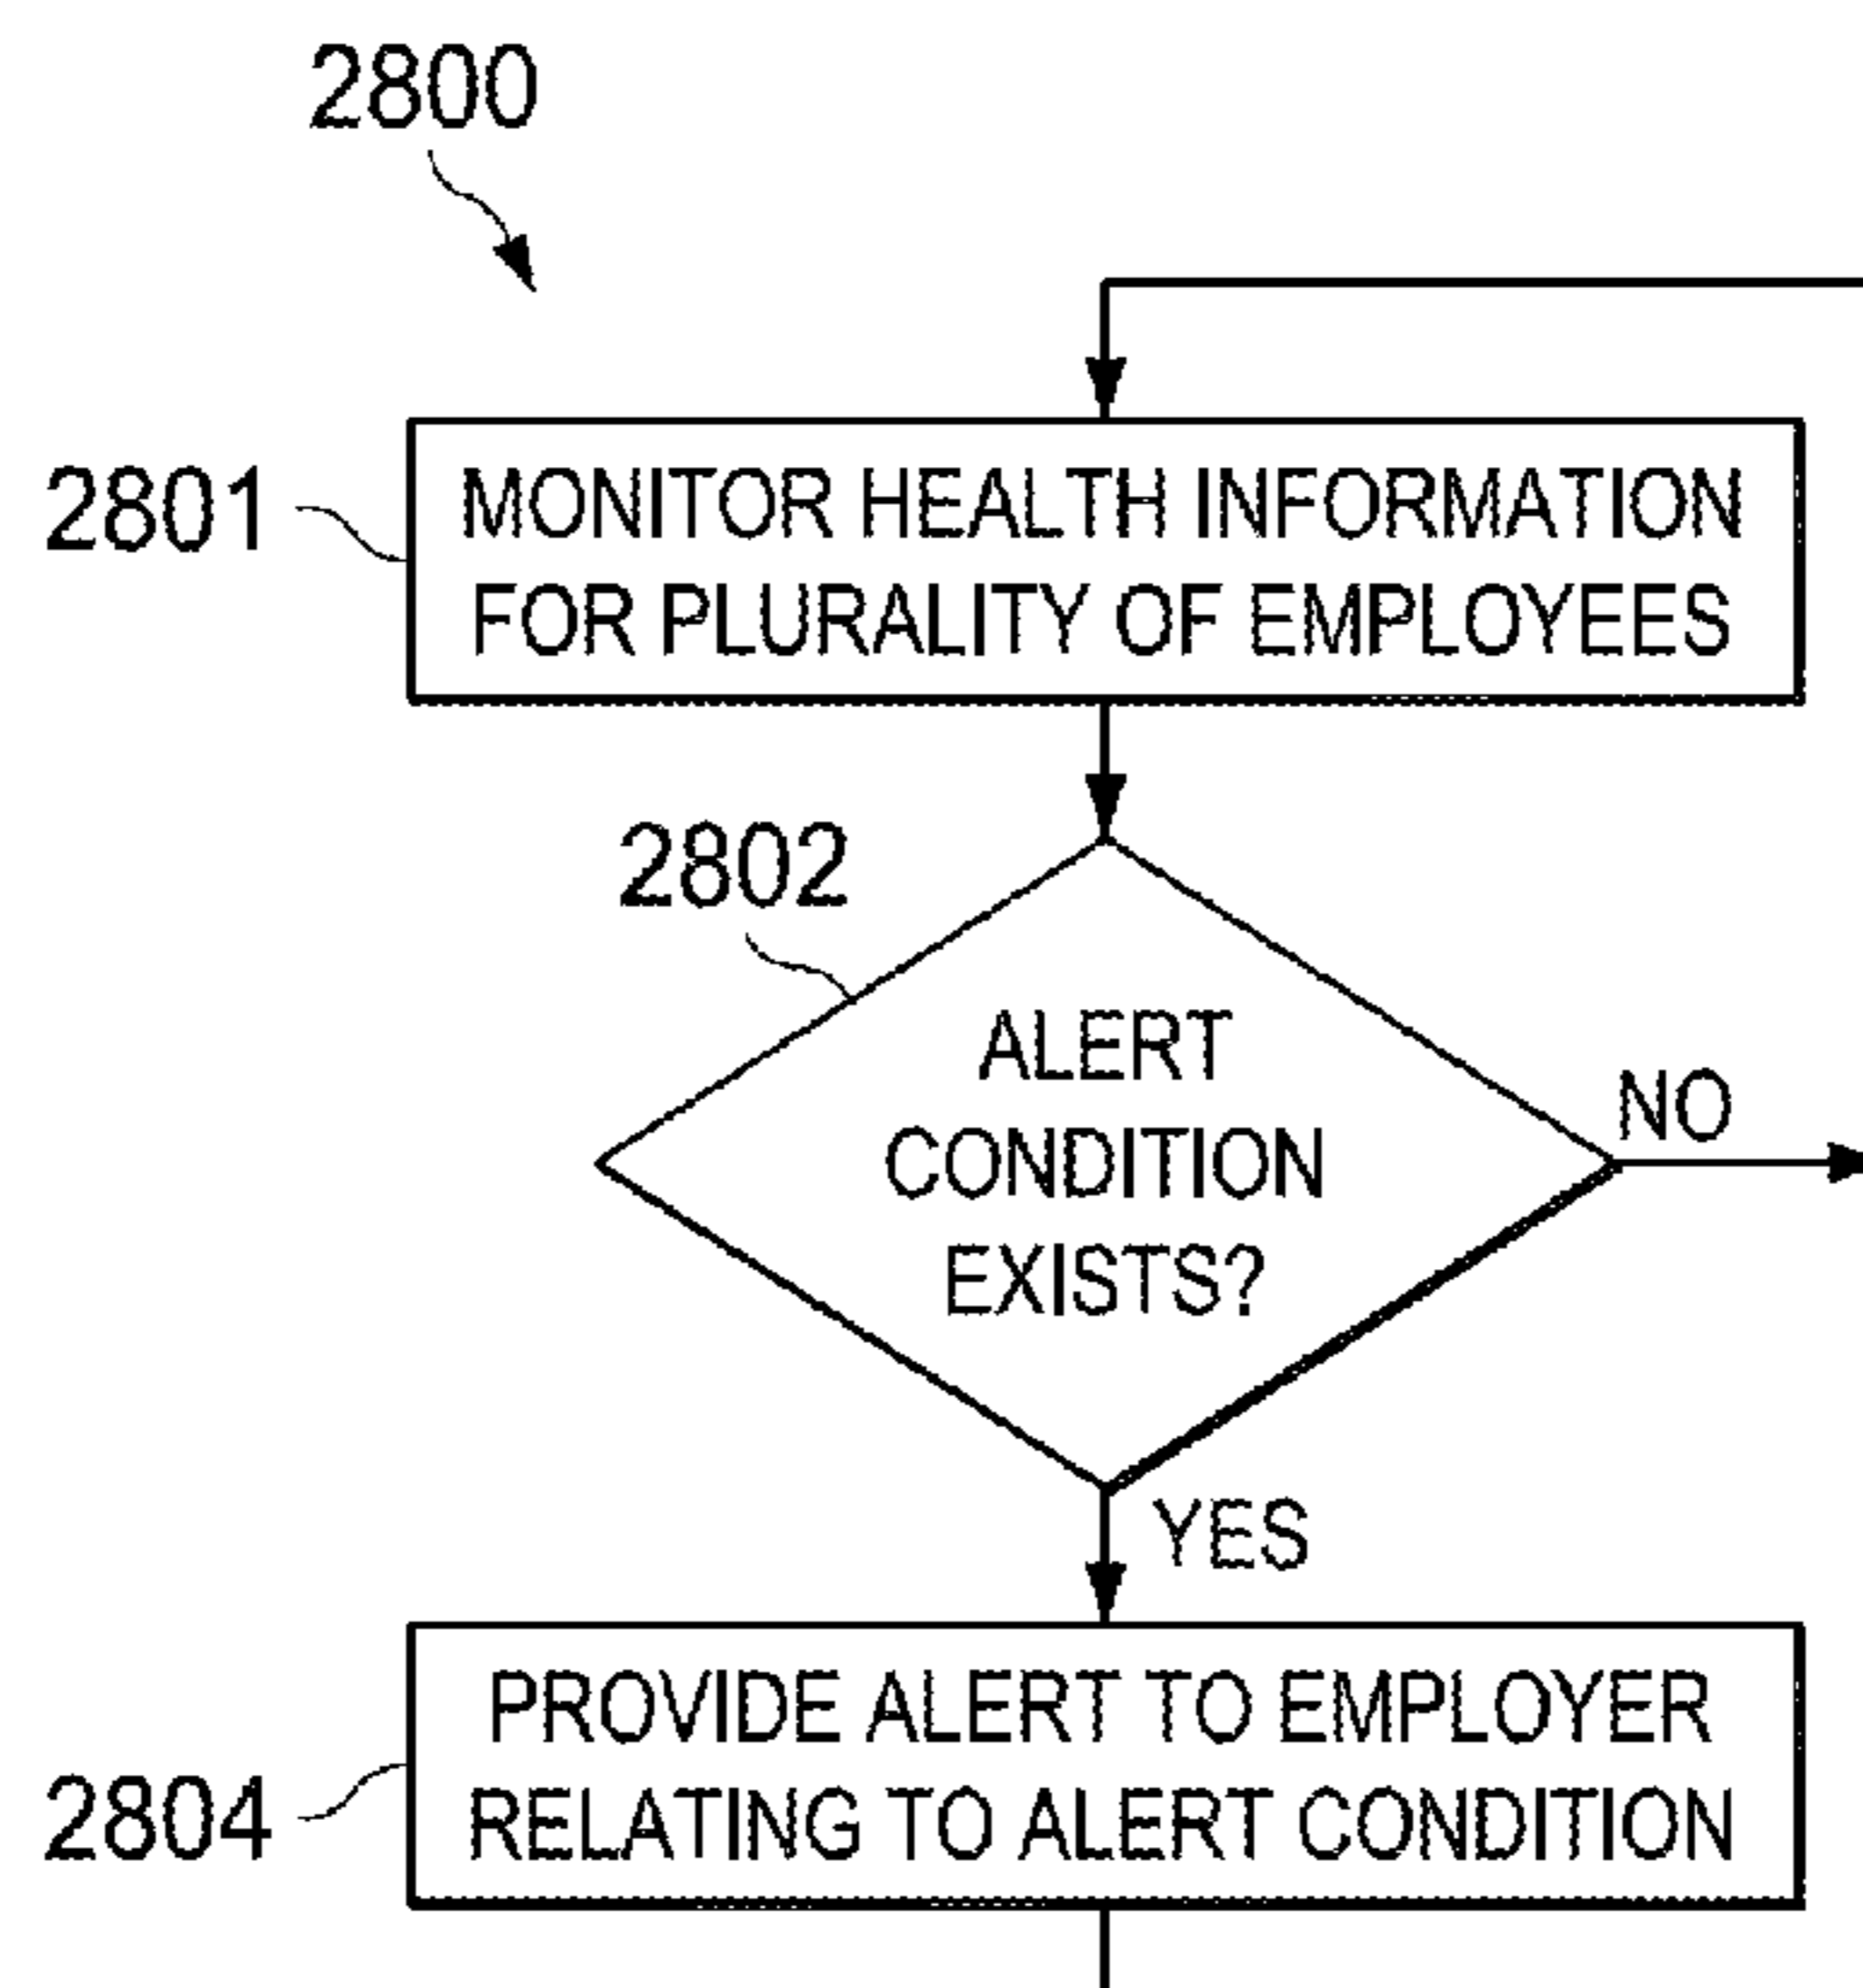 2800
2801
MONITOR HEALTH INFORMATION
FOR PLURALITY OF EMPLOYEES
2802
ALERT
CONDITION
EXISTS?
NO
YES
2804
PROVIDE ALERT TO EMPLOYER
RELATING TO ALERT CONDITION